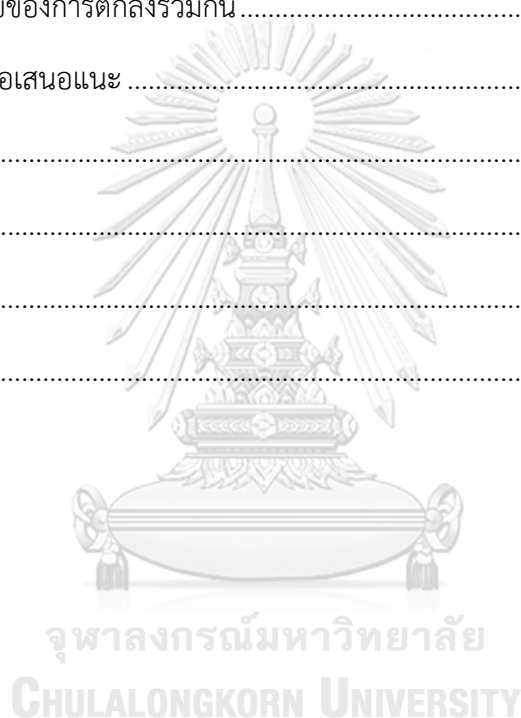 ของการตกลงร่วมกัน ........................................................
อเสนอแนะ ........................................................................
............................................................................................
............................................................................................
............................................................................................
............................................................................................
จุฬาลงกรณ์มหาวิทยาลัย
CHULALONGKORN UNIVERSITY